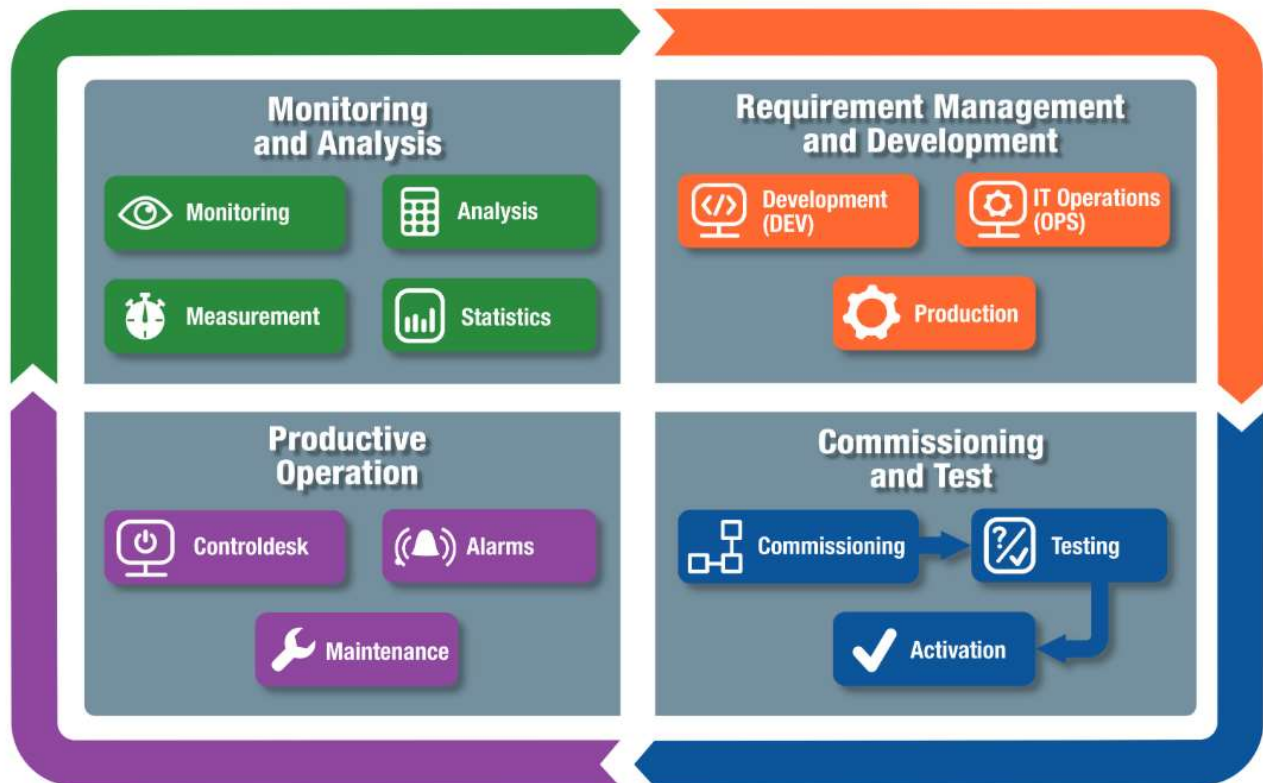 Monitoring
and Analysis
Monitoring
Analysis
Measurement
Statistics
Requirement Management
and Development
Development
(DEV)
IT Operations
(OPS)
Production
Productive
Operation
Controldesk
Alarms
Maintenance
Commissioning
and Test
Commissioning
Testing
Activation